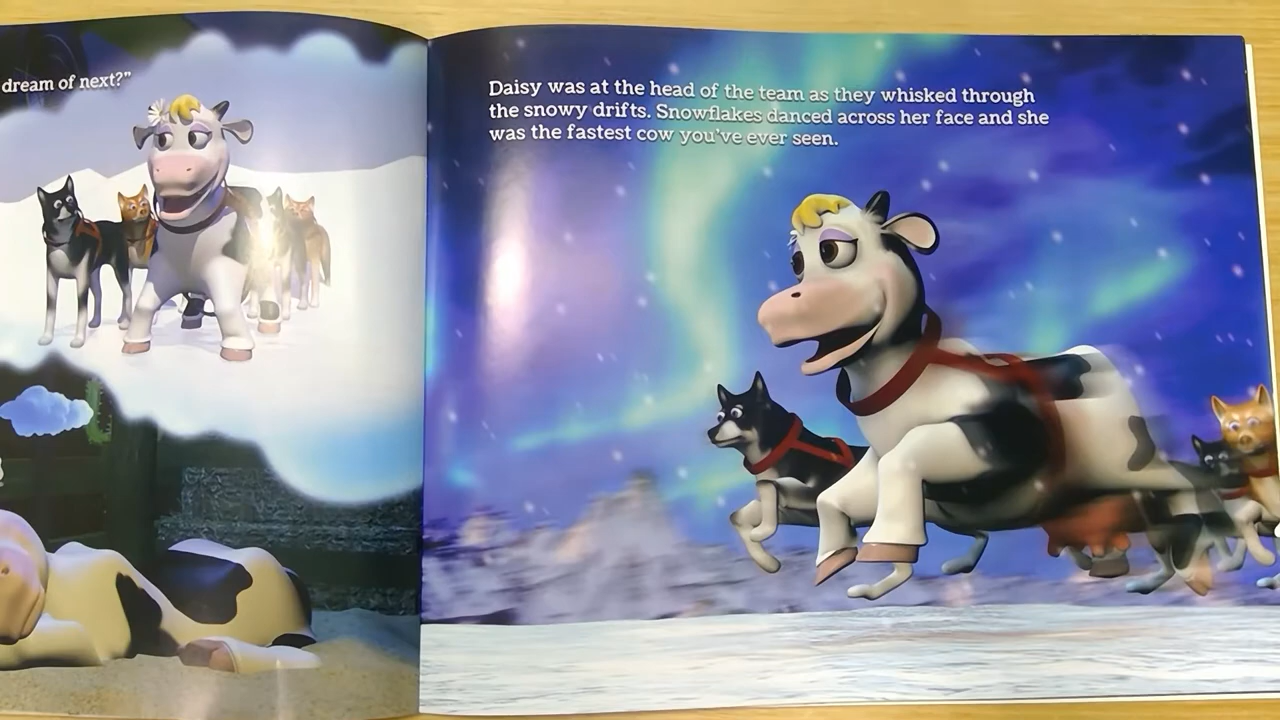 dream of next?"
Daisy was at the head of the team as they whisked through
the snowy drifts. Snowflakes danced across her face and she
was the fastest cow you've ever seen.